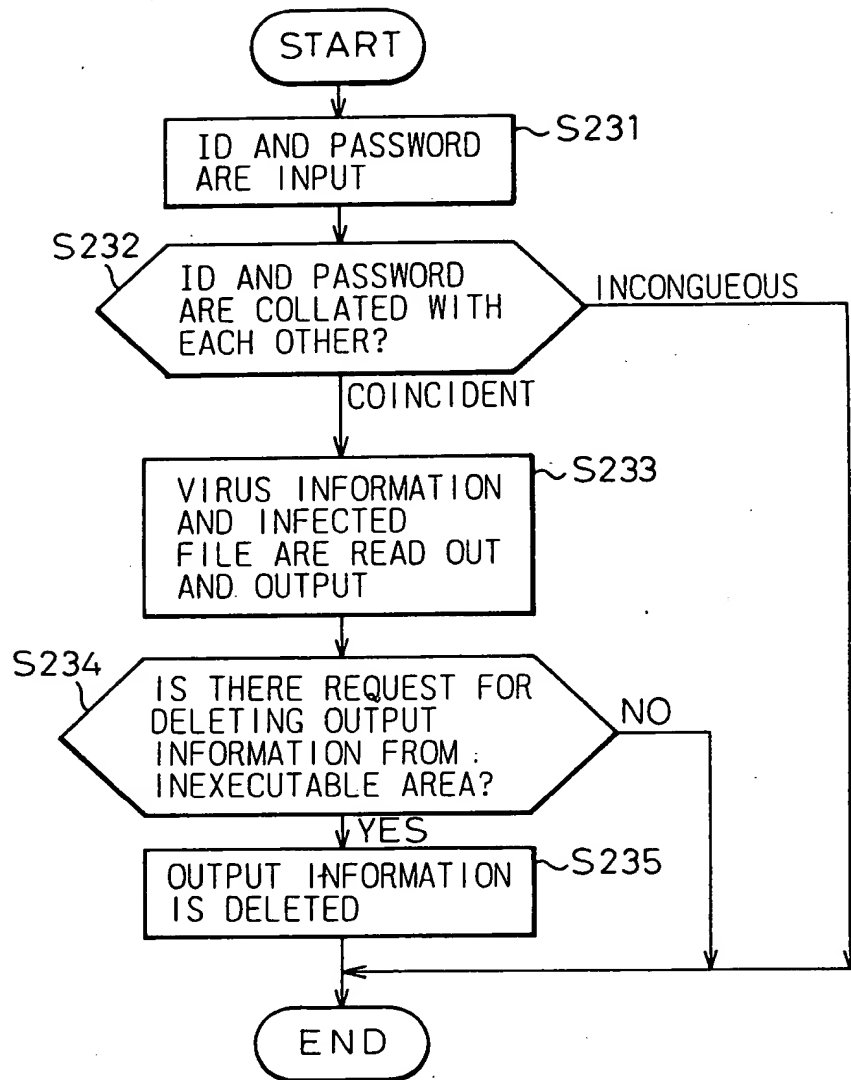 START
ID AND PASSWORD
ARE INPUT
S231
S232
ID AND PASSWORD
ARE COLLATED WITH
EACH OTHER?
INCONGUEOUS
COINCIDENT
VIRUS INFORMATION
AND INFECTED
FILE ARE READ OUT
AND OUTPUT
S233
S234
IS THERE REQUEST FOR
DELETING OUTPUT
INFORMATION FROM
INEXECUTABLE AREA?
NO
YES
OUTPUT INFORMATION
IS DELETED
S235
END